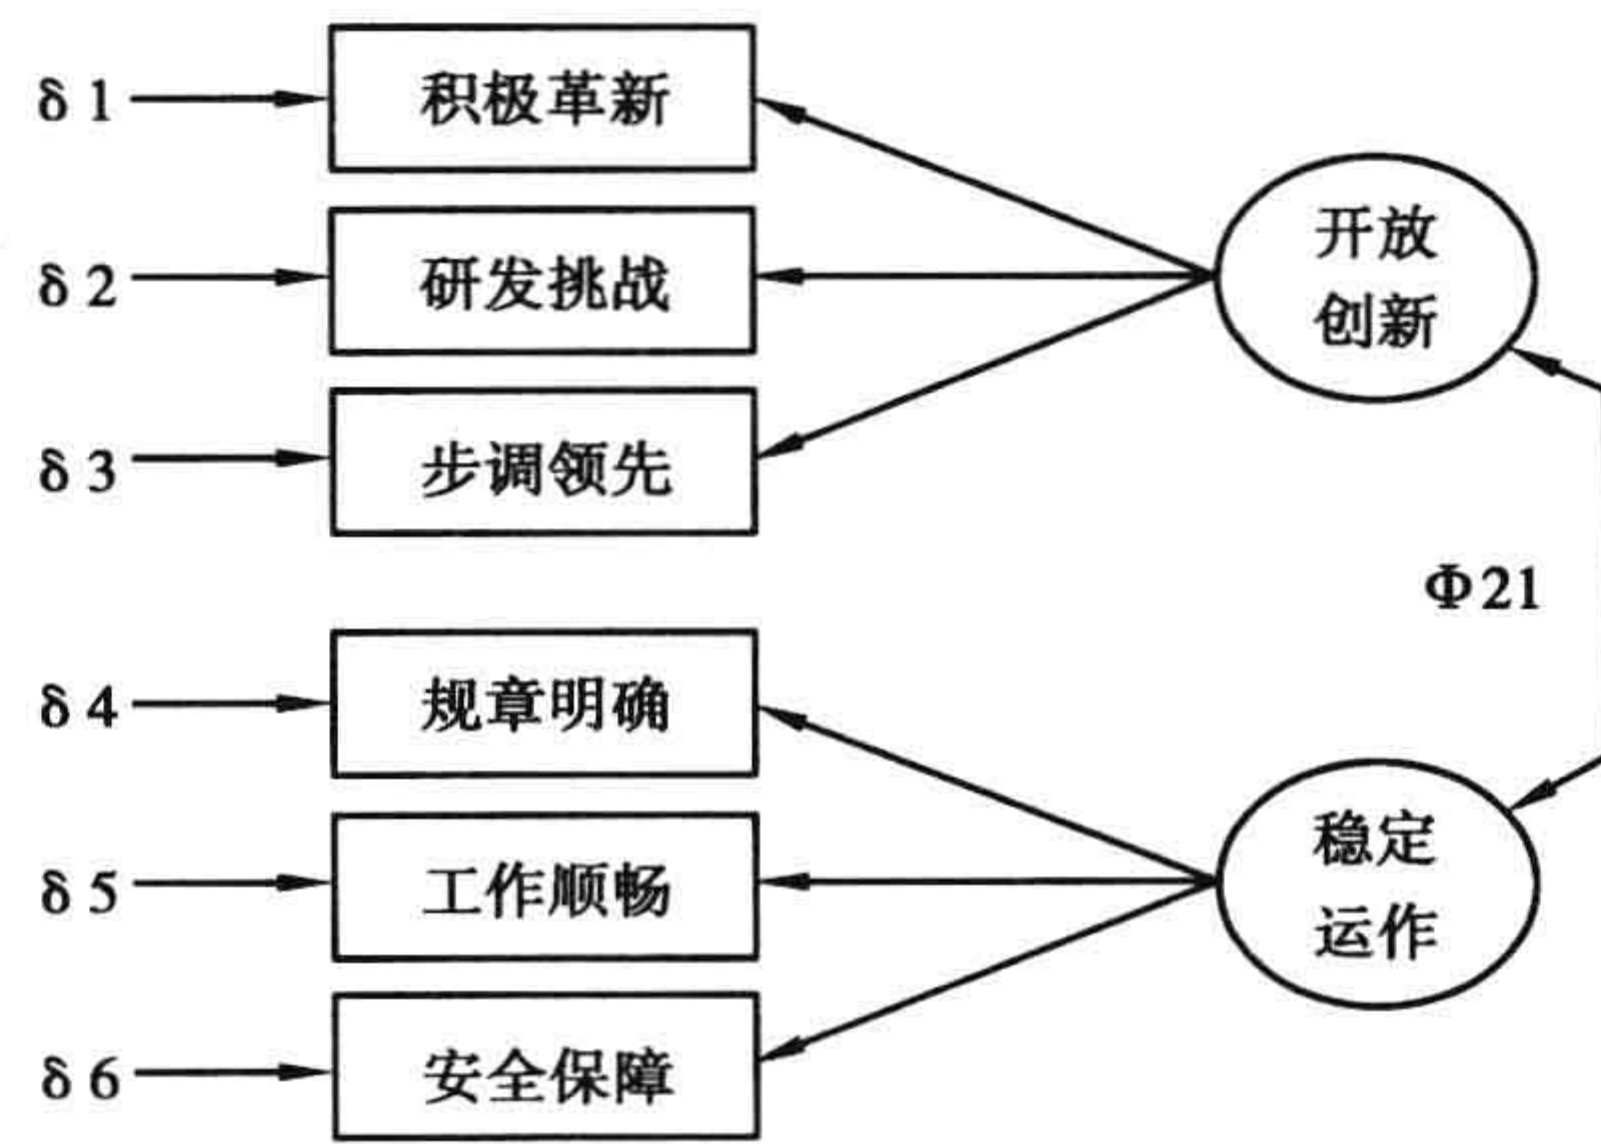 δ 1
积极革新
δ 2
研发挑战
δ 3
步调领先
开放
创新
Φ21
δ 4
规章明确
δ 5
工作顺畅
δ 6
安全保障
稳定
运作